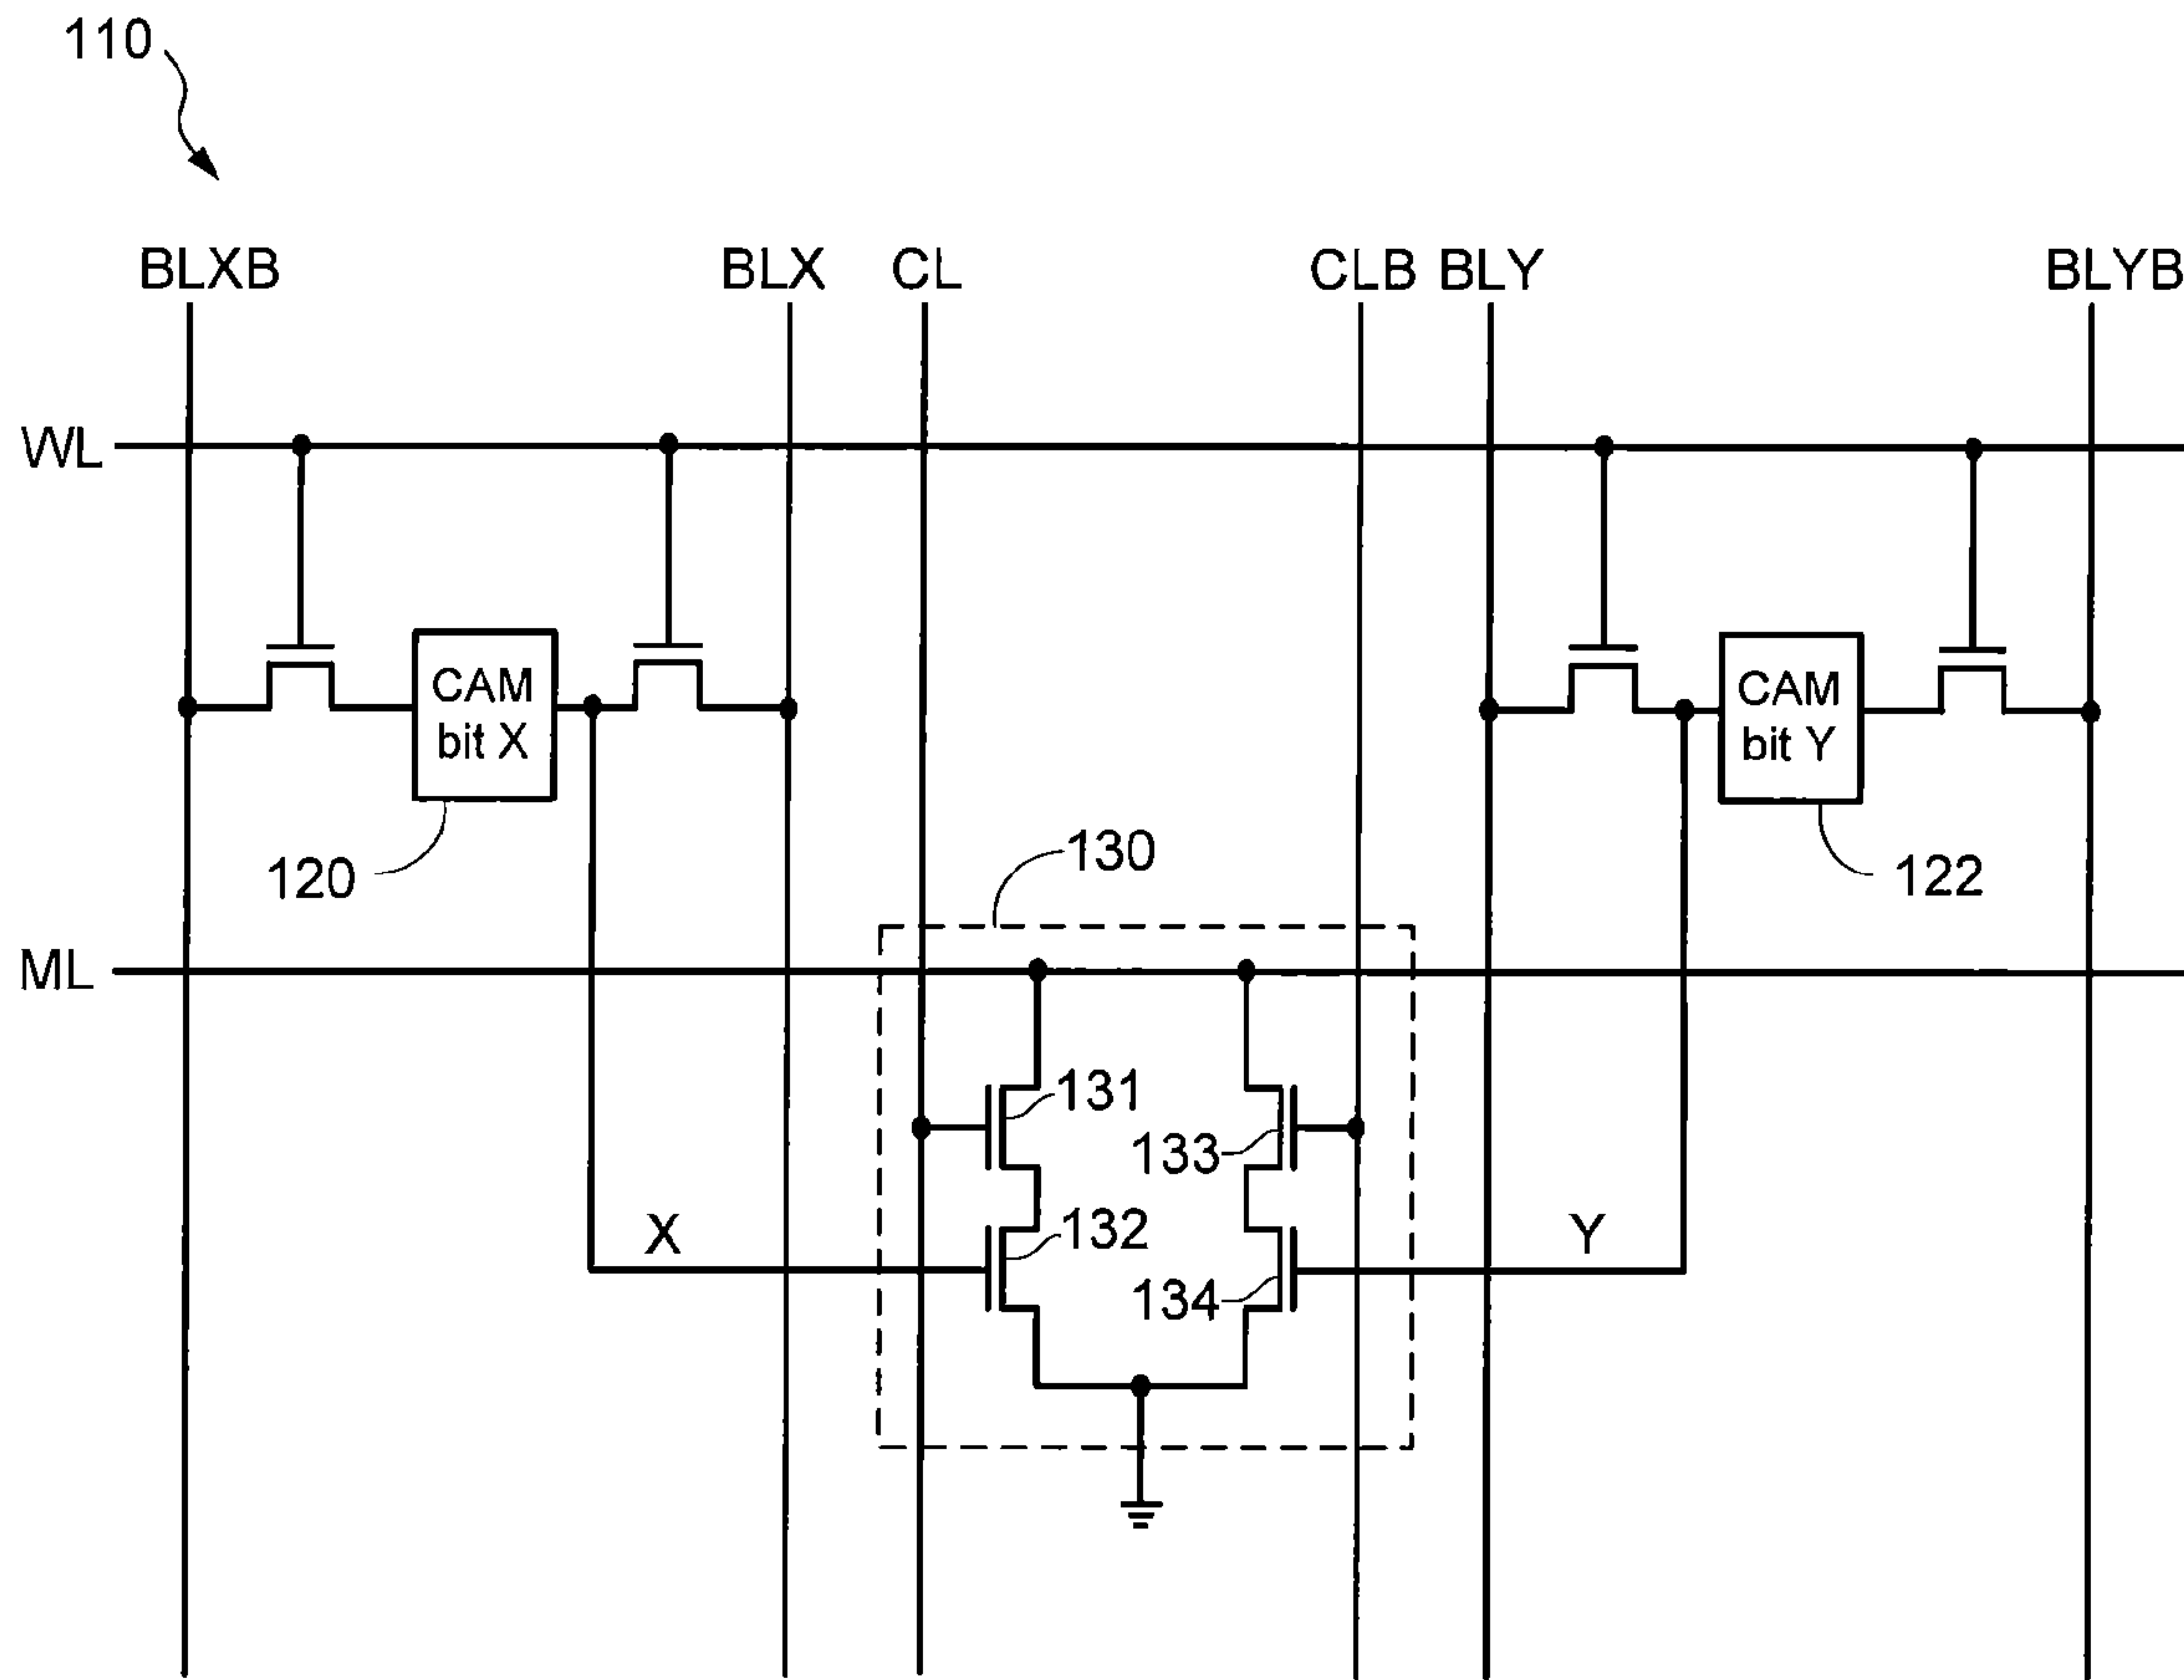 110
BLXB
BLX
CL
CLB
BLY
BLYB
WL
CAM
bit X
CAM
bit Y
120
130
122
ML
131
133
132
134
X
Y